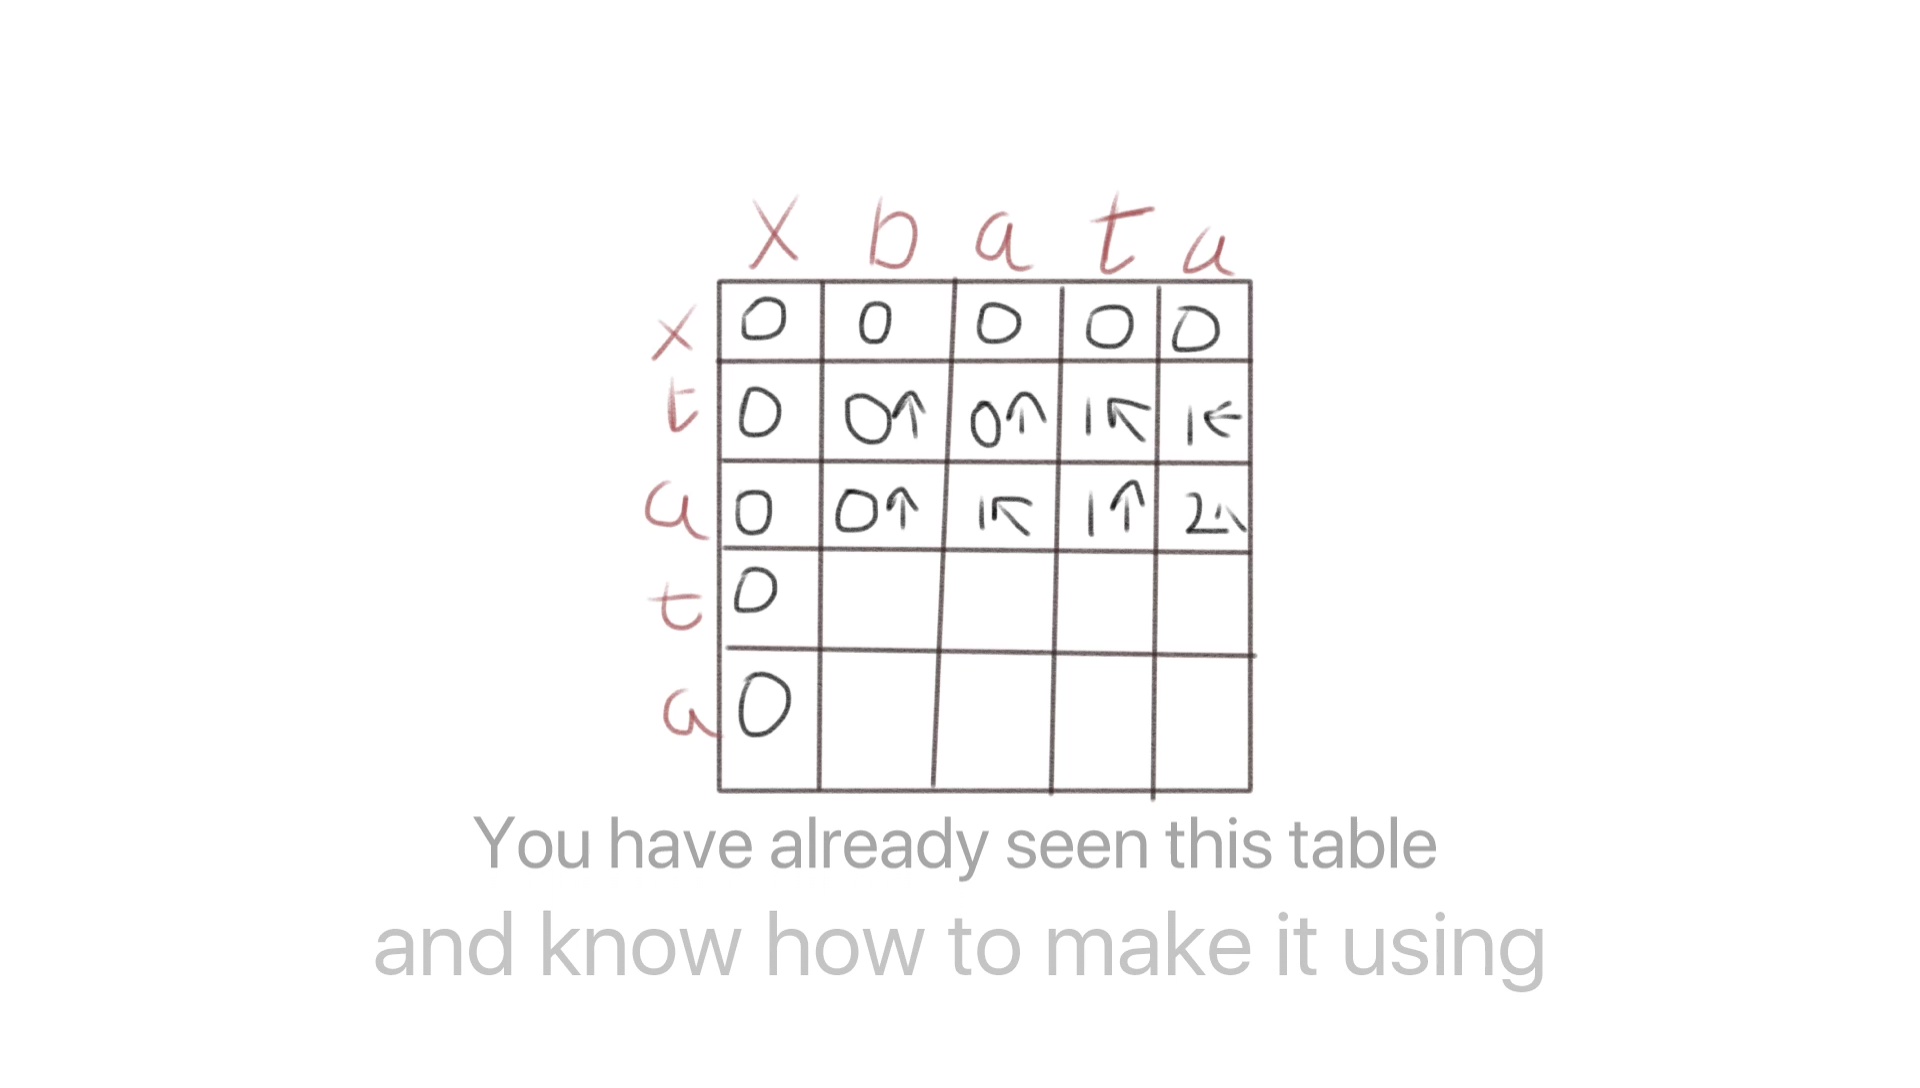 x b a t a
x 0 0 0 0 0
t 0 0↑ 0↑ 1↖ 1←
a 0 0↑ 1↖ 1↑ 2↖
t 0
a 0
You have already seen this table
and know how to make it using